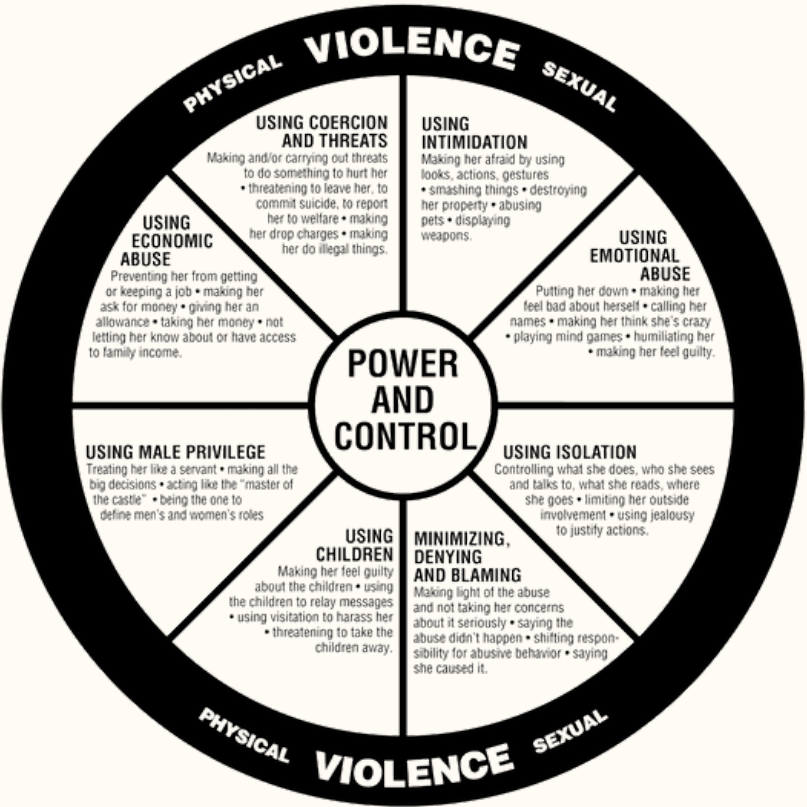 PHYSICAL VIOLENCE SEXUAL
USING COERCION
AND THREATS
Making and/or carrying out threats
to do something to hurt her
• threatening to leave her, to
commit suicide, to report
her to welfare • making
her drop charges • making
her do illegal things.
USING
INTIMIDATION
Making her afraid by using
looks, actions, gestures
• smashing things • destroying
her property • abusing
pets • displaying
weapons.
USING
ECONOMIC
ABUSE
Preventing her from getting
or keeping a job • making her
ask for money • giving her an
allowance • taking her money • not
letting her know about or have access
to family income.
USING
EMOTIONAL
ABUSE
Putting her down • making her
feel bad about herself • calling her
names • making her think she's crazy
• playing mind games • humiliating her
• making her feel guilty.
POWER
AND
CONTROL
USING MALE PRIVILEGE
Treating her like a servant • making all the
big decisions • acting like the "master of
the castle" • being the one to
define men's and women's roles
USING ISOLATION
Controlling what she does, who she sees
and talks to, what she reads, where
she goes • limiting her outside
involvement • using jealousy
to justify actions.
USING
CHILDREN
Making her feel guilty
about the children • using
the children to relay messages
• using visitation to harass her
• threatening to take the
children away.
MINIMIZING,
DENYING
AND BLAMING
Making light of the abuse
and not taking her concerns
about it seriously • saying the
abuse didn't happen • shifting respon-
sibility for abusive behavior • saying
she caused it.
PHYSICAL VIOLENCE SEXUAL